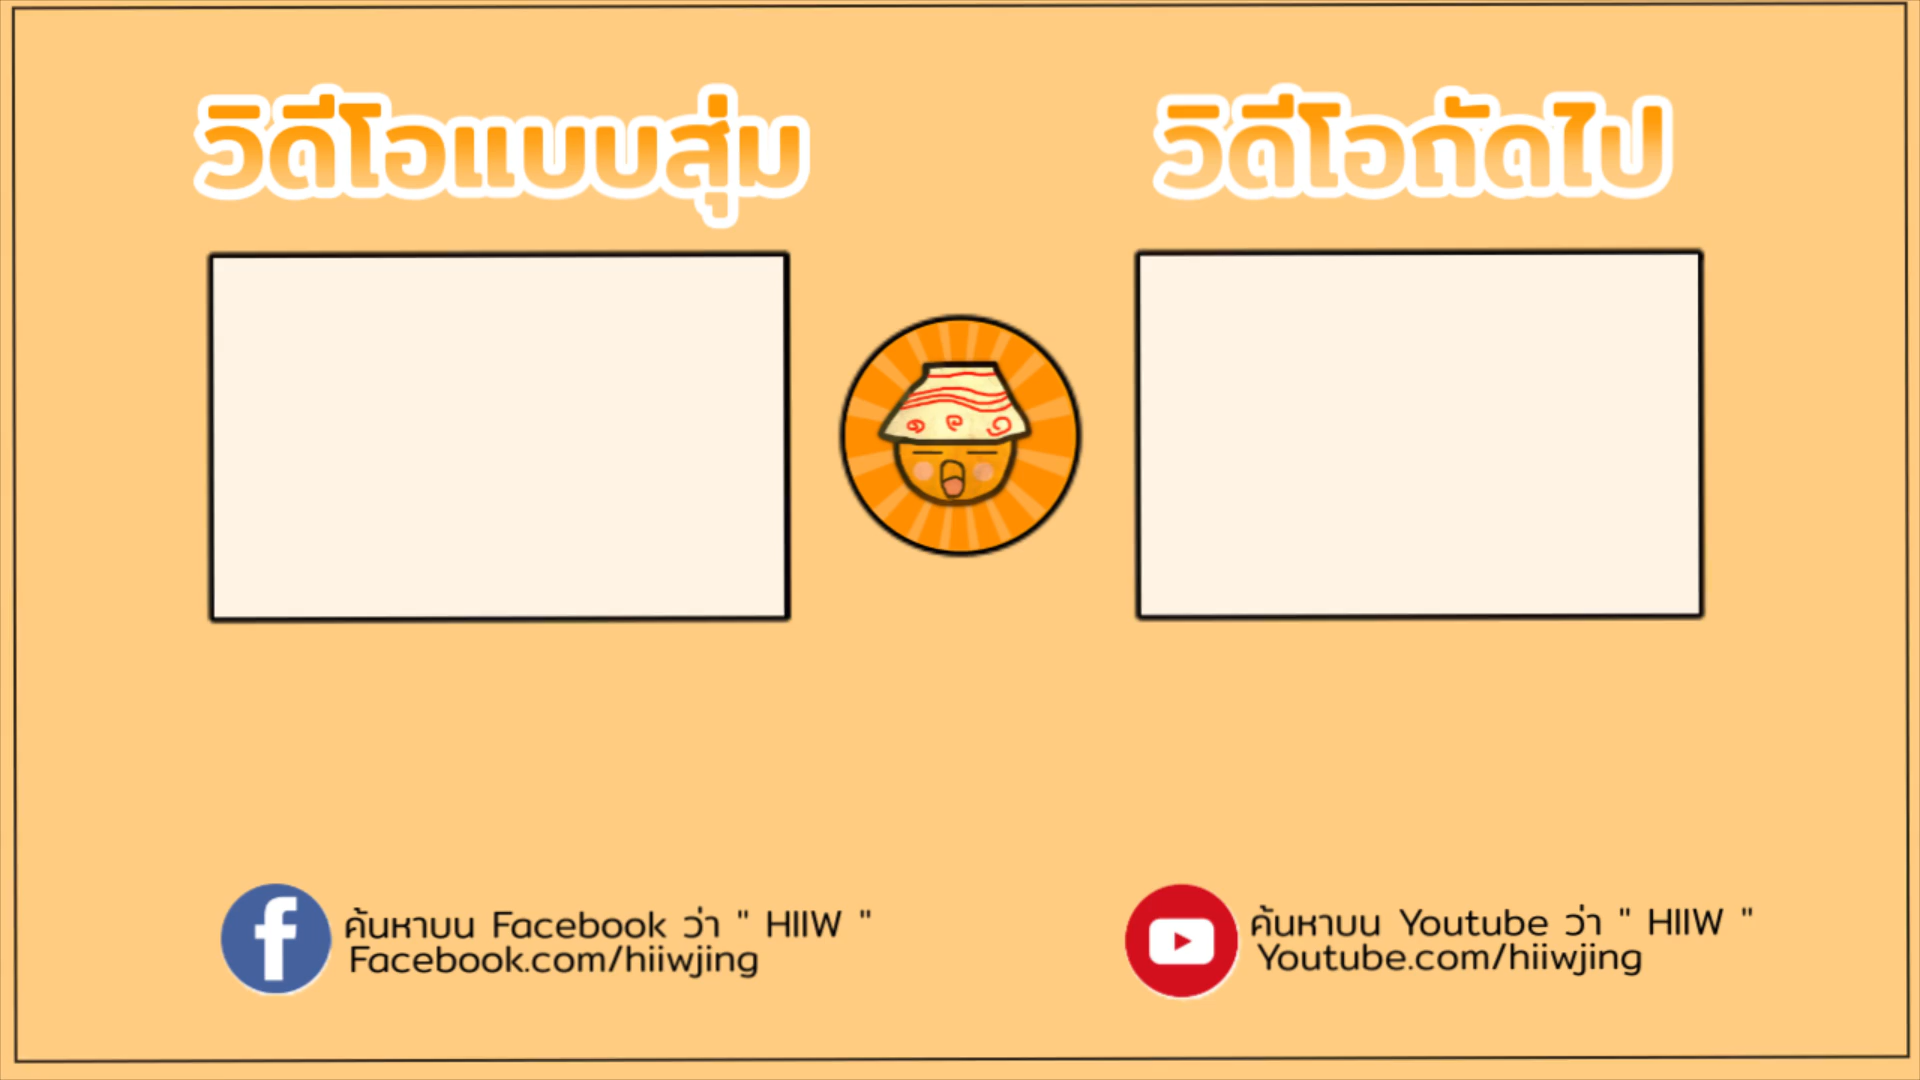 วิดีโอแบบสุ่ม
วิดีโอถัดไป
ค้นหาบน Facebook ว่า " HIIW "
Facebook.com/hiiwjing
ค้นหาบน Youtube ว่า " HIIW "
Youtube.com/hiiwjing